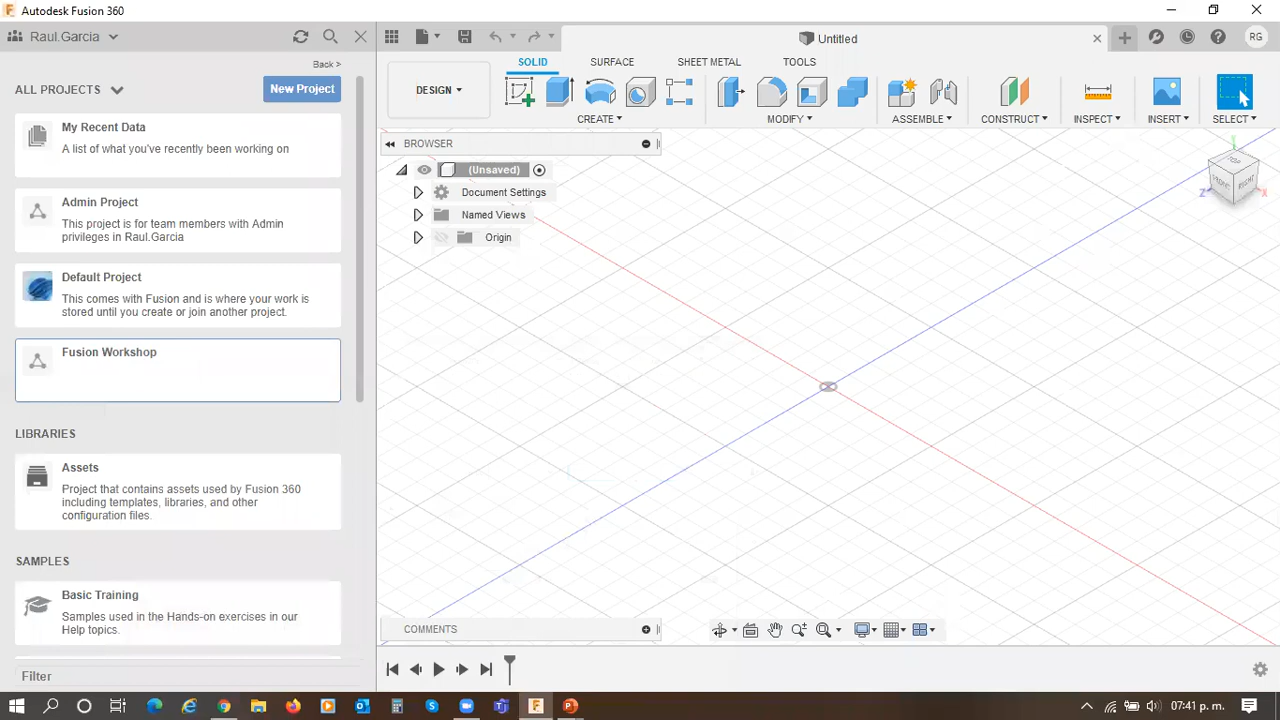 Autodesk Fusion 360
Raul.Garcia
Untitled
RG
Back >
ALL PROJECTS
New Project
My Recent Data
A list of what you've recently been working on
Admin Project
This project is for team members with Admin
privileges in Raul.Garcia
Default Project
This comes with Fusion and is where your work is
stored until you create or join another project.
Fusion Workshop
LIBRARIES
Assets
Project that contains assets used by Fusion 360
including templates, libraries, and other
configuration files.
SAMPLES
Basic Training
Samples used in the Hands-on exercises in our
Help topics.
Filter
DESIGN
SOLID
SURFACE
SHEET METAL
TOOLS
CREATE
MODIFY
ASSEMBLE
CONSTRUCT
INSPECT
INSERT
SELECT
BROWSER
(Unsaved)
Document Settings
Named Views
Origin
TOP
FRONT
RIGHT
Z
X
COMMENTS
07:41 p. m.